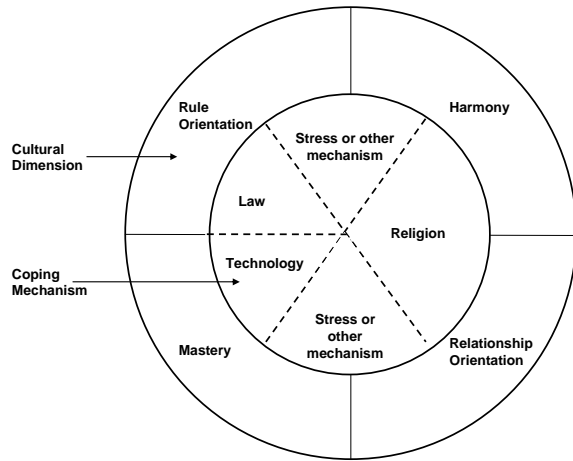 Rule
Orientation
Harmony
Stress or other
mechanism
Cultural
Dimension
Law
Religion
Technology
Coping
Mechanism
Stress or
other
mechanism
Mastery
Relationship
Orientation